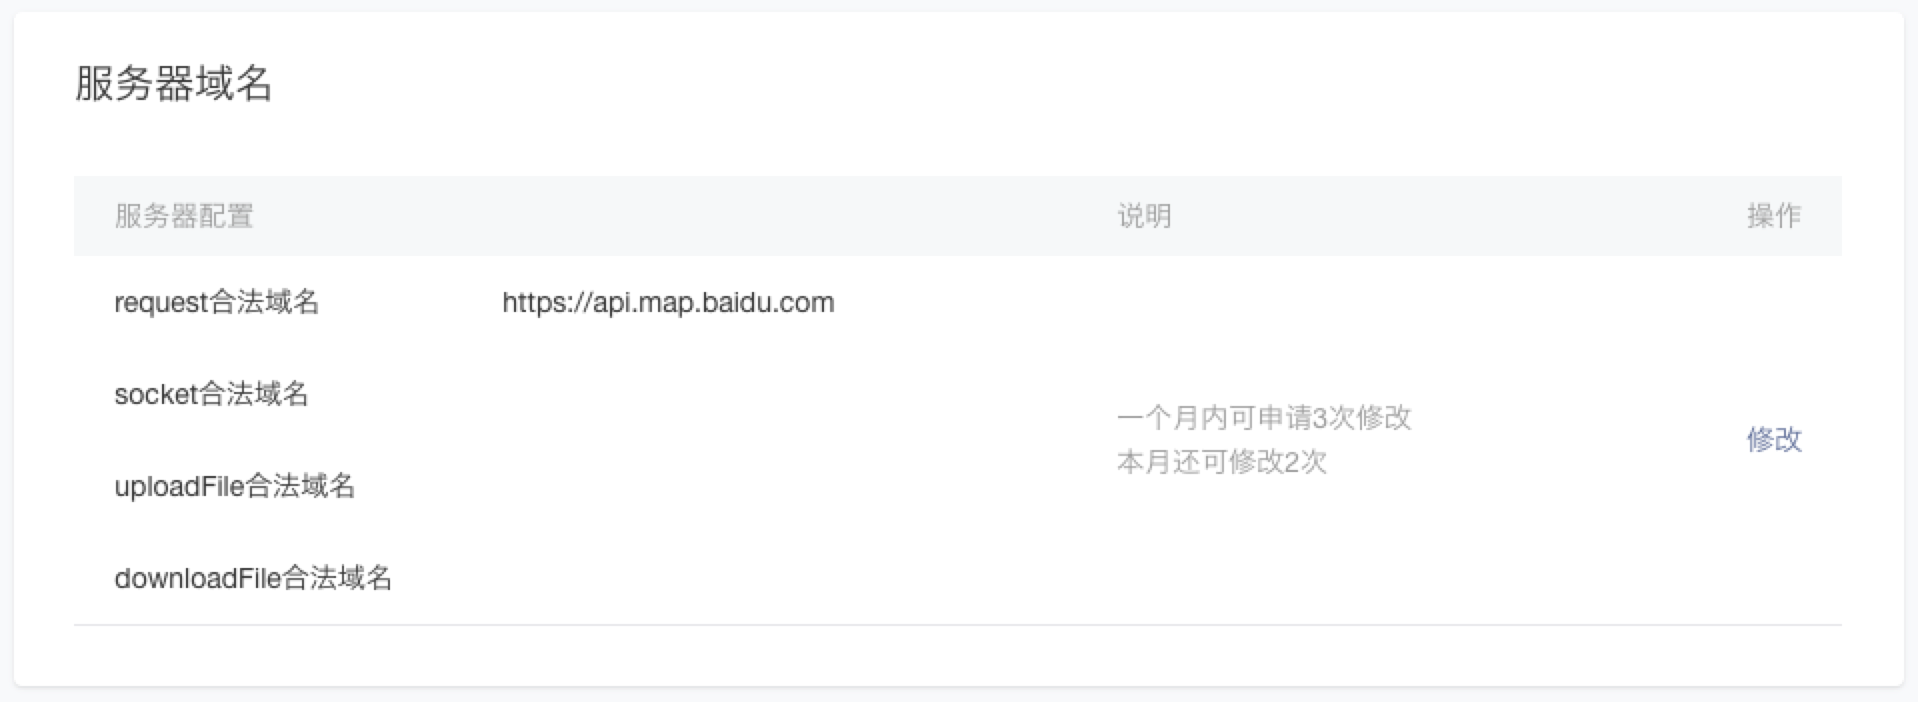 服务器域名
服务器配置 说明 操作
request合法域名 https://api.map.baidu.com
socket合法域名
一个月内可申请3次修改
本月还可修改2次
修改
uploadFile合法域名
downloadFile合法域名